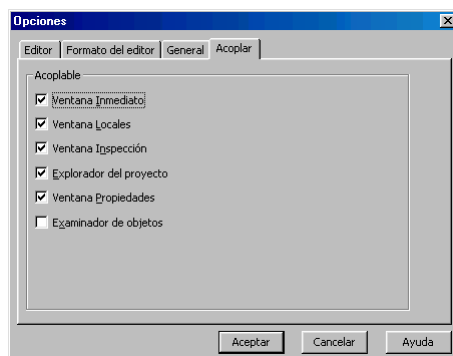 Opciones
Editor Formato del editor General Acoplar
Acoplable
Ventana Inmediato
Ventana Locales
Ventana Inspección
Explorador del proyecto
Ventana Propiedades
Examinador de objetos
Aceptar Cancelar Ayuda